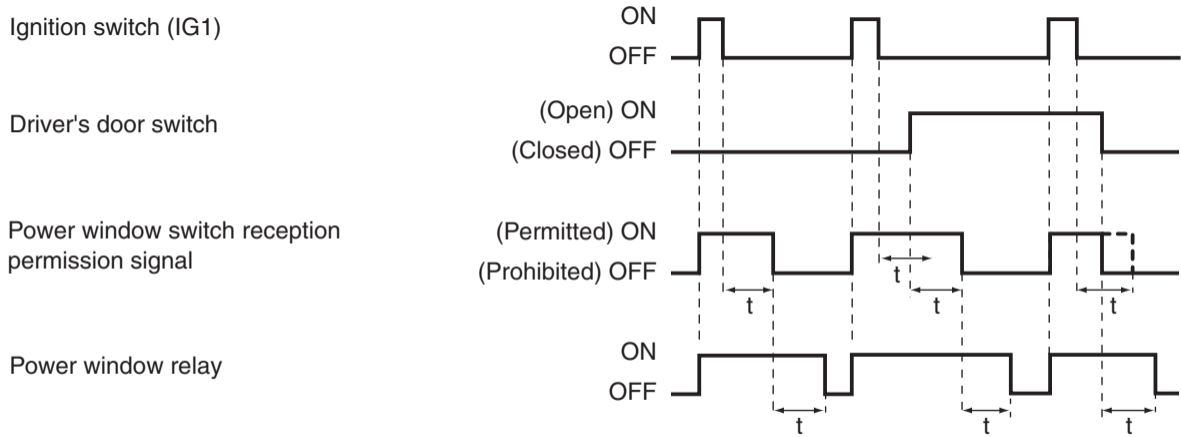 Ignition switch (IG1)
ON
OFF
Driver's door switch
(Open) ON
(Closed) OFF
Power window switch reception
permission signal
(Permitted) ON
(Prohibited) OFF
t
t
t
t
Power window relay
ON
OFF
t
t
t